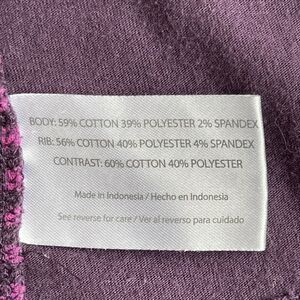 BODY: 59% COTTON 39% POLYESTER 2% SPANDEX
RIB: 56% COTTON 40% POLYESTER 4% SPANDEX
CONTRAST: 60% COTTON 40% POLYESTER
Made in Indonesia / Hecho en Indonesia
See reverse for care / Ver al reverso para cuidado